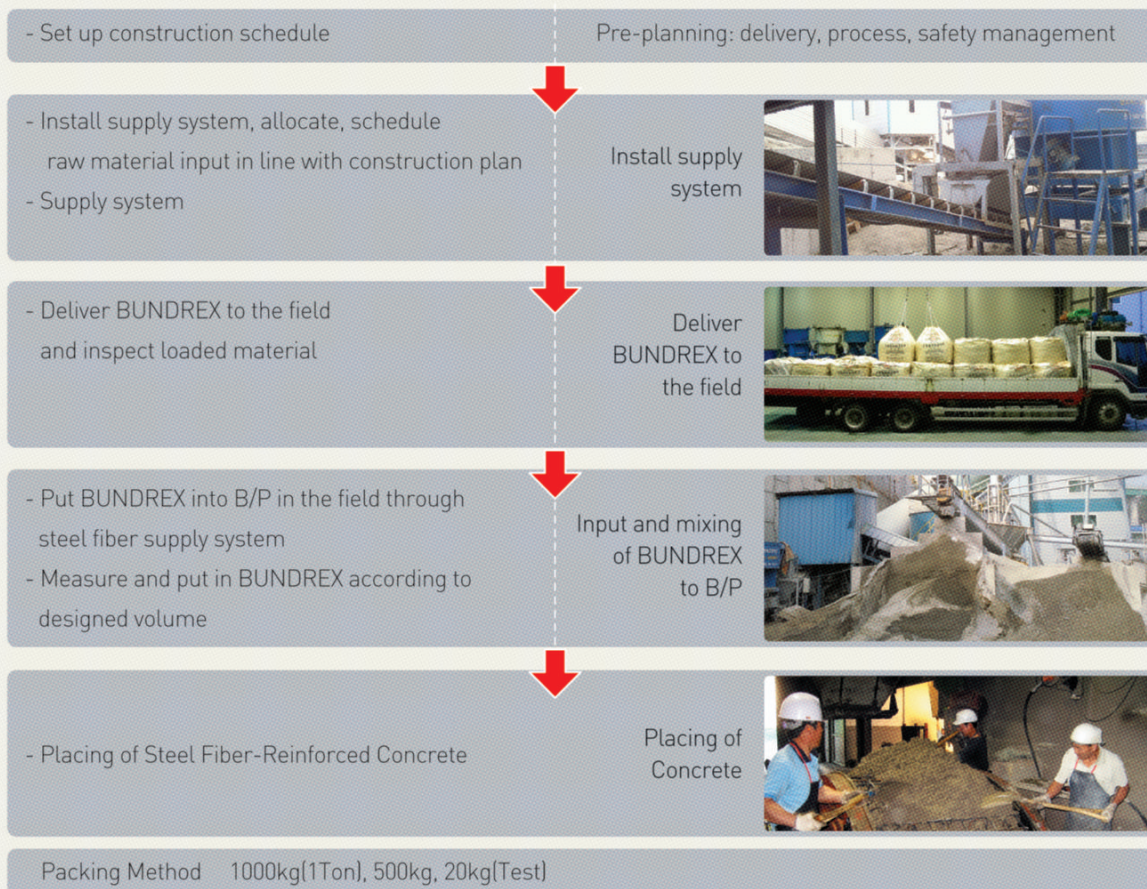 - Set up construction schedule
Pre-planning: delivery, process, safety management
- Install supply system, allocate, schedule
raw material input in line with construction plan
- Supply system
Install supply
system
- Deliver BUNDREX to the field
and inspect loaded material
Deliver
BUNDREX to
the field
- Put BUNDREX into B/P in the field through
steel fiber supply system
- Measure and put in BUNDREX according to
designed volume
Input and mixing
of BUNDREX
to B/P
- Placing of Steel Fiber-Reinforced Concrete
Placing of
Concrete
Packing Method 1000kg(1Ton), 500kg, 20kg(Test)